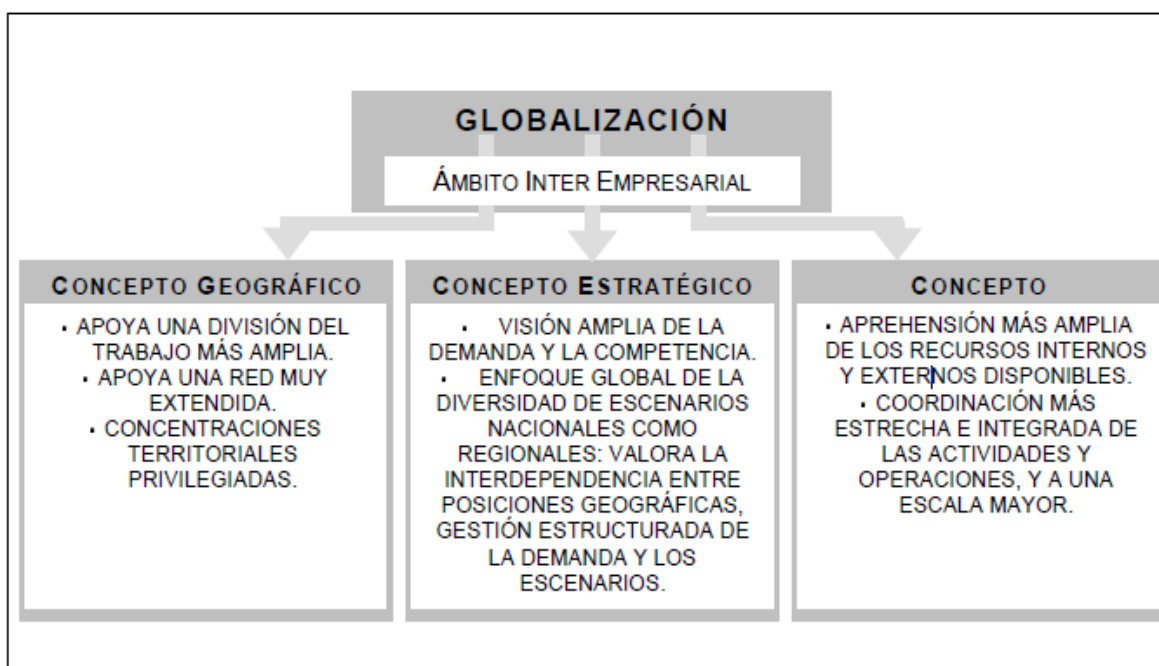 GLOBALIZACIÓN
ÁMBITO INTER EMPRESARIAL
CONCEPTO GEOGRÁFICO
▪ APOYA UNA DIVISIÓN DEL
TRABAJO MÁS AMPLIA.
▪ APOYA UNA RED MUY
EXTENDIDA.
▪ CONCENTRACIONES
TERRITORIALES
PRIVILEGIADAS.
CONCEPTO ESTRATÉGICO
▪ VISIÓN AMPLIA DE LA
DEMANDA Y LA COMPETENCIA.
▪ ENFOQUE GLOBAL DE LA
DIVERSIDAD DE ESCENARIOS
NACIONALES COMO
REGIONALES: VALORA LA
INTERDEPENDENCIA ENTRE
POSICIONES GEOGRÁFICAS,
GESTIÓN ESTRUCTURADA DE
LA DEMANDA Y LOS
ESCENARIOS.
CONCEPTO
▪ APREHENSIÓN MÁS AMPLIA
DE LOS RECURSOS INTERNOS
Y EXTERNOS DISPONIBLES.
▪ COORDINACIÓN MÁS
ESTRECHA E INTEGRADA DE
LAS ACTIVIDADES Y
OPERACIONES, Y A UNA
ESCALA MAYOR.